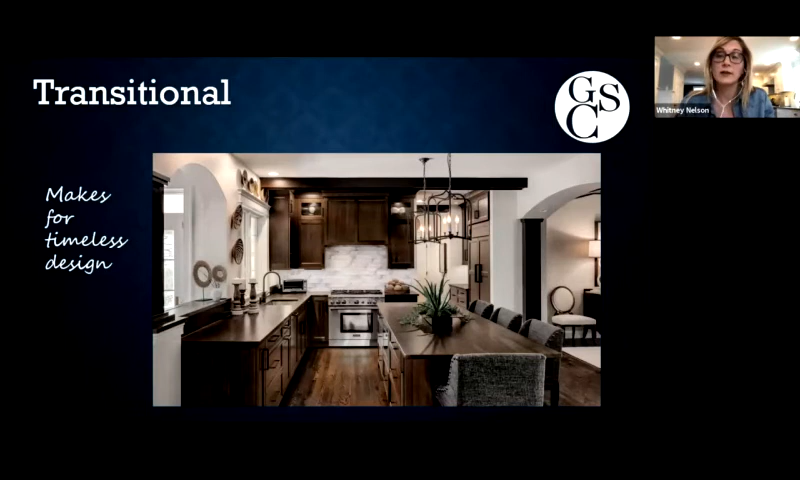 Transitional
GSC
Whitney Nelson
Makes
for
timeless
design